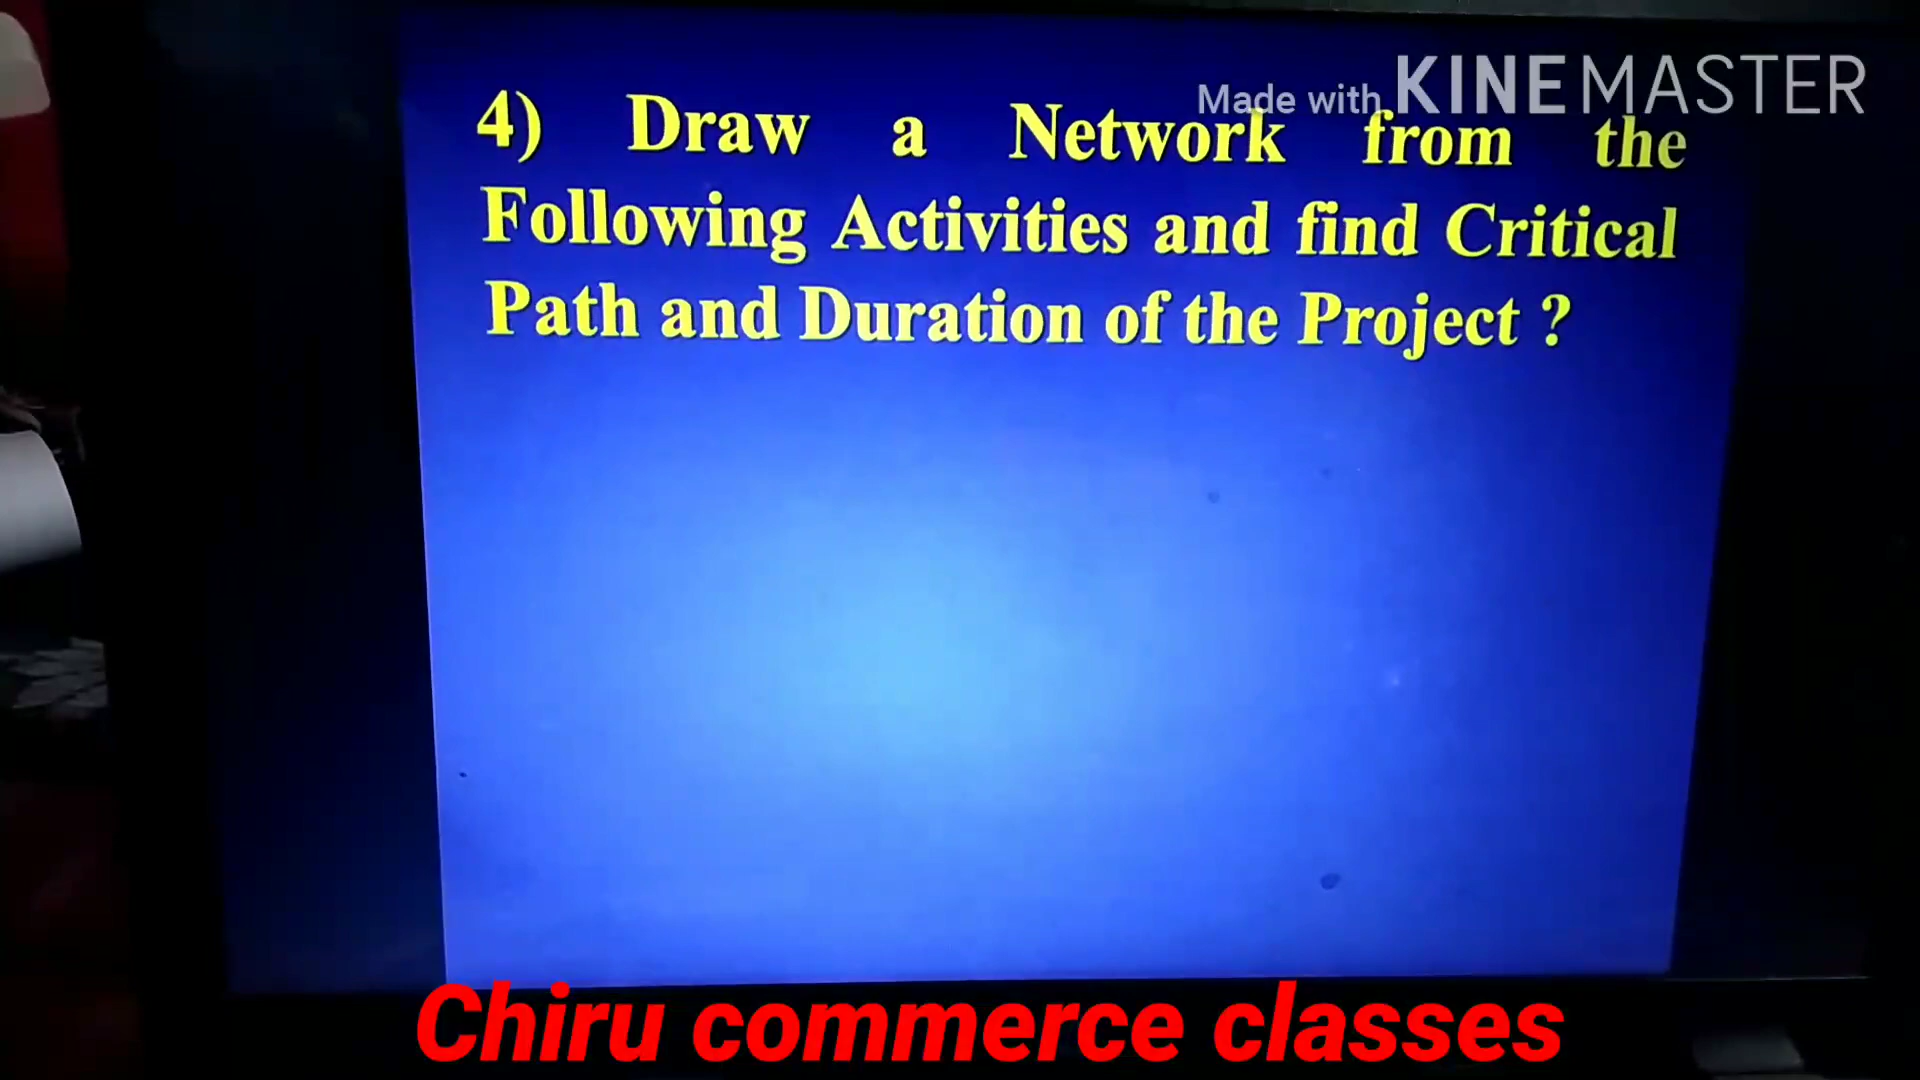 Made with KINEMASTER
4) Draw a Network from the
Following Activities and find Critical
Path and Duration of the Project ?
Chiru commerce classes